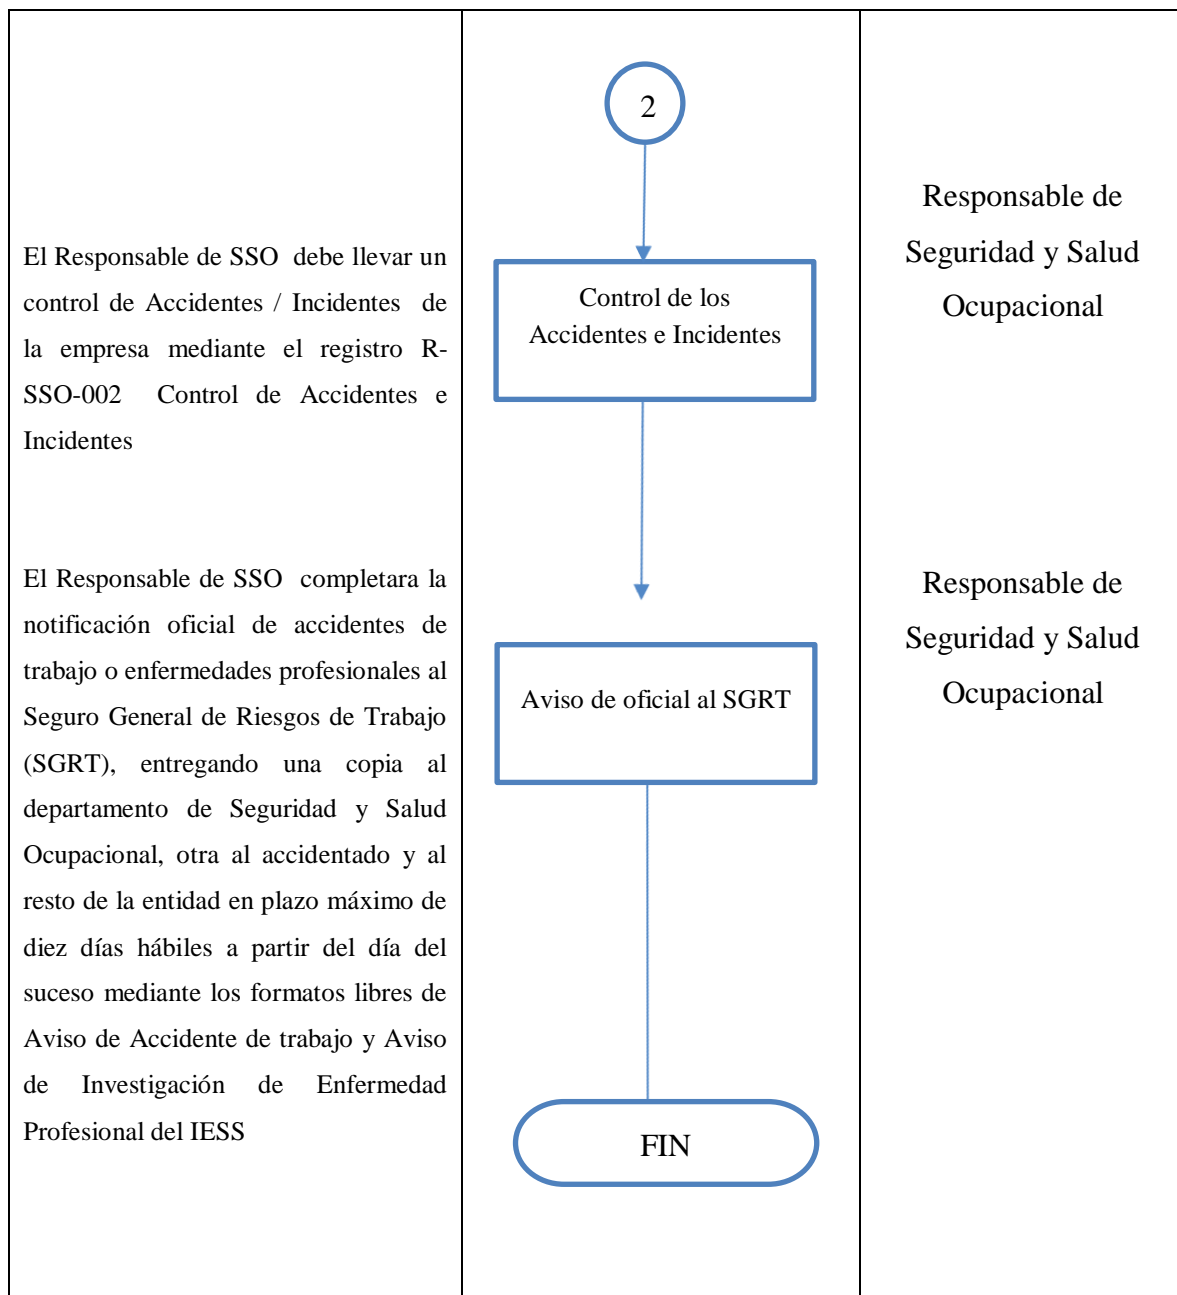 2
El Responsable de SSO debe llevar un
control de Accidentes / Incidentes de
la empresa mediante el registro R-
SSO-002 Control de Accidentes e
Incidentes
Control de los
Accidentes e Incidentes
Responsable de
Seguridad y Salud
Ocupacional
El Responsable de SSO completara la
notificación oficial de accidentes de
trabajo o enfermedades profesionales al
Seguro General de Riesgos de Trabajo
(SGRT), entregando una copia al
departamento de Seguridad y Salud
Ocupacional, otra al accidentado y al
resto de la entidad en plazo máximo de
diez días hábiles a partir del día del
suceso mediante los formatos libres de
Aviso de Accidente de trabajo y Aviso
de Investigación de Enfermedad
Profesional del IESS
Aviso de oficial al SGRT
Responsable de
Seguridad y Salud
Ocupacional
FIN